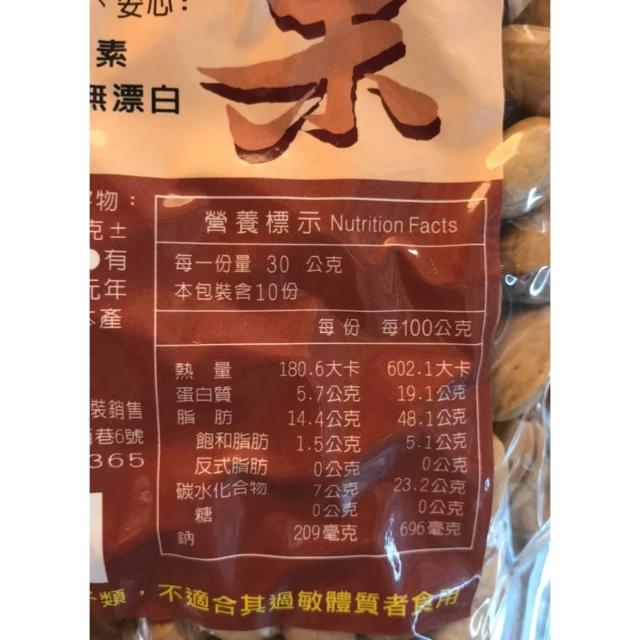 、安心！
素
無漂白
果
物：
克±
●有
元年
產
營養標示 Nutrition Facts
每一份量 30 公克
本包裝含10份
每份 每100公克
熱量 180.6大卡 602.1大卡
蛋白質 5.7公克 19.1公克
脂肪 14.4公克 48.1公克
飽和脂肪 1.5公克 5.1公克
反式脂肪 0公克 0公克
碳水化合物 7公克 23.2公克
糖 0公克 0公克
鈉 209毫克 696毫克
裝銷售
巷6號
365
類，不適合其過敏體質者食用